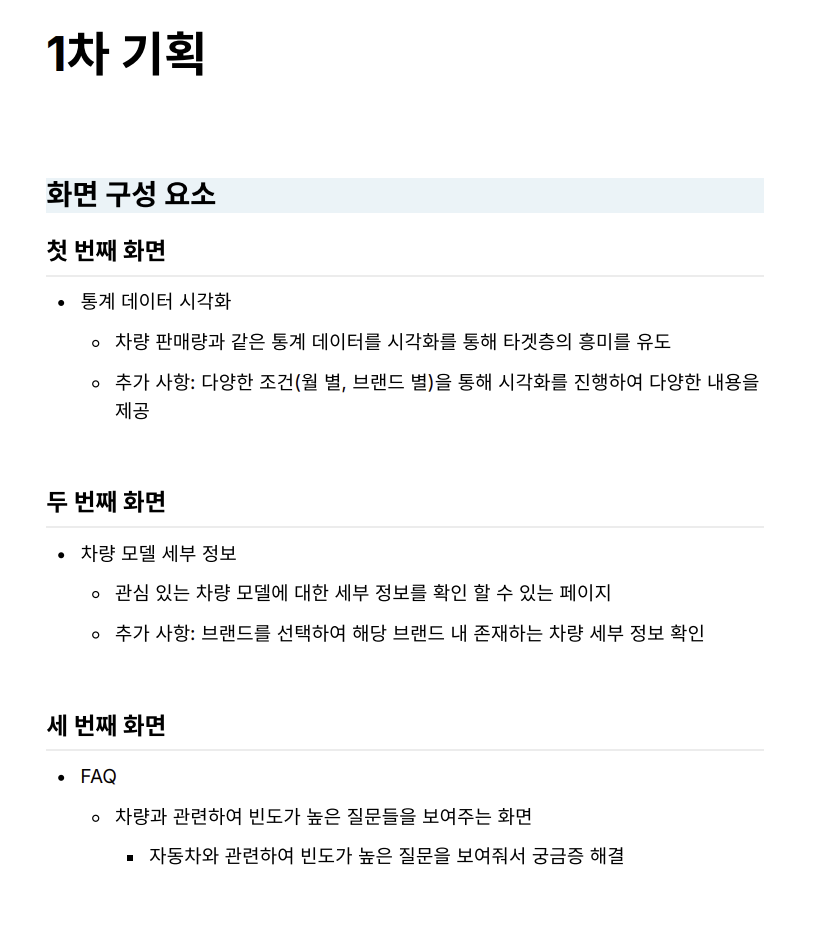 1차 기획
화면 구성 요소
첫 번째 화면
• 통계 데이터 시각화
◦ 차량 판매량과 같은 통계 데이터를 시각화를 통해 타겟층의 흥미를 유도
◦ 추가 사항: 다양한 조건(월 별, 브랜드 별)을 통해 시각화를 진행하여 다양한 내용을
제공
두 번째 화면
• 차량 모델 세부 정보
◦ 관심 있는 차량 모델에 대한 세부 정보를 확인 할 수 있는 페이지
◦ 추가 사항: 브랜드를 선택하여 해당 브랜드 내 존재하는 차량 세부 정보 확인
세 번째 화면
• FAQ
◦ 차량과 관련하여 빈도가 높은 질문들을 보여주는 화면
▪ 자동차와 관련하여 빈도가 높은 질문을 보여줘서 궁금증 해결